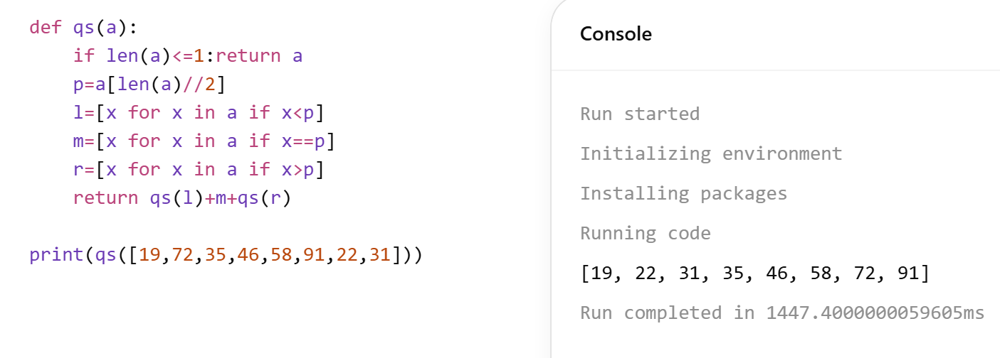 def qs(a):
    if len(a)<=1:return a
    p=a[len(a)//2]
    l=[x for x in a if x<p]
    m=[x for x in a if x==p]
    r=[x for x in a if x>p]
    return qs(l)+m+qs(r)

print(qs([19,72,35,46,58,91,22,31]))
Console
Run started
Initializing environment
Installing packages
Running code
[19, 22, 31, 35, 46, 58, 72, 91]
Run completed in 1447.4000000059605ms